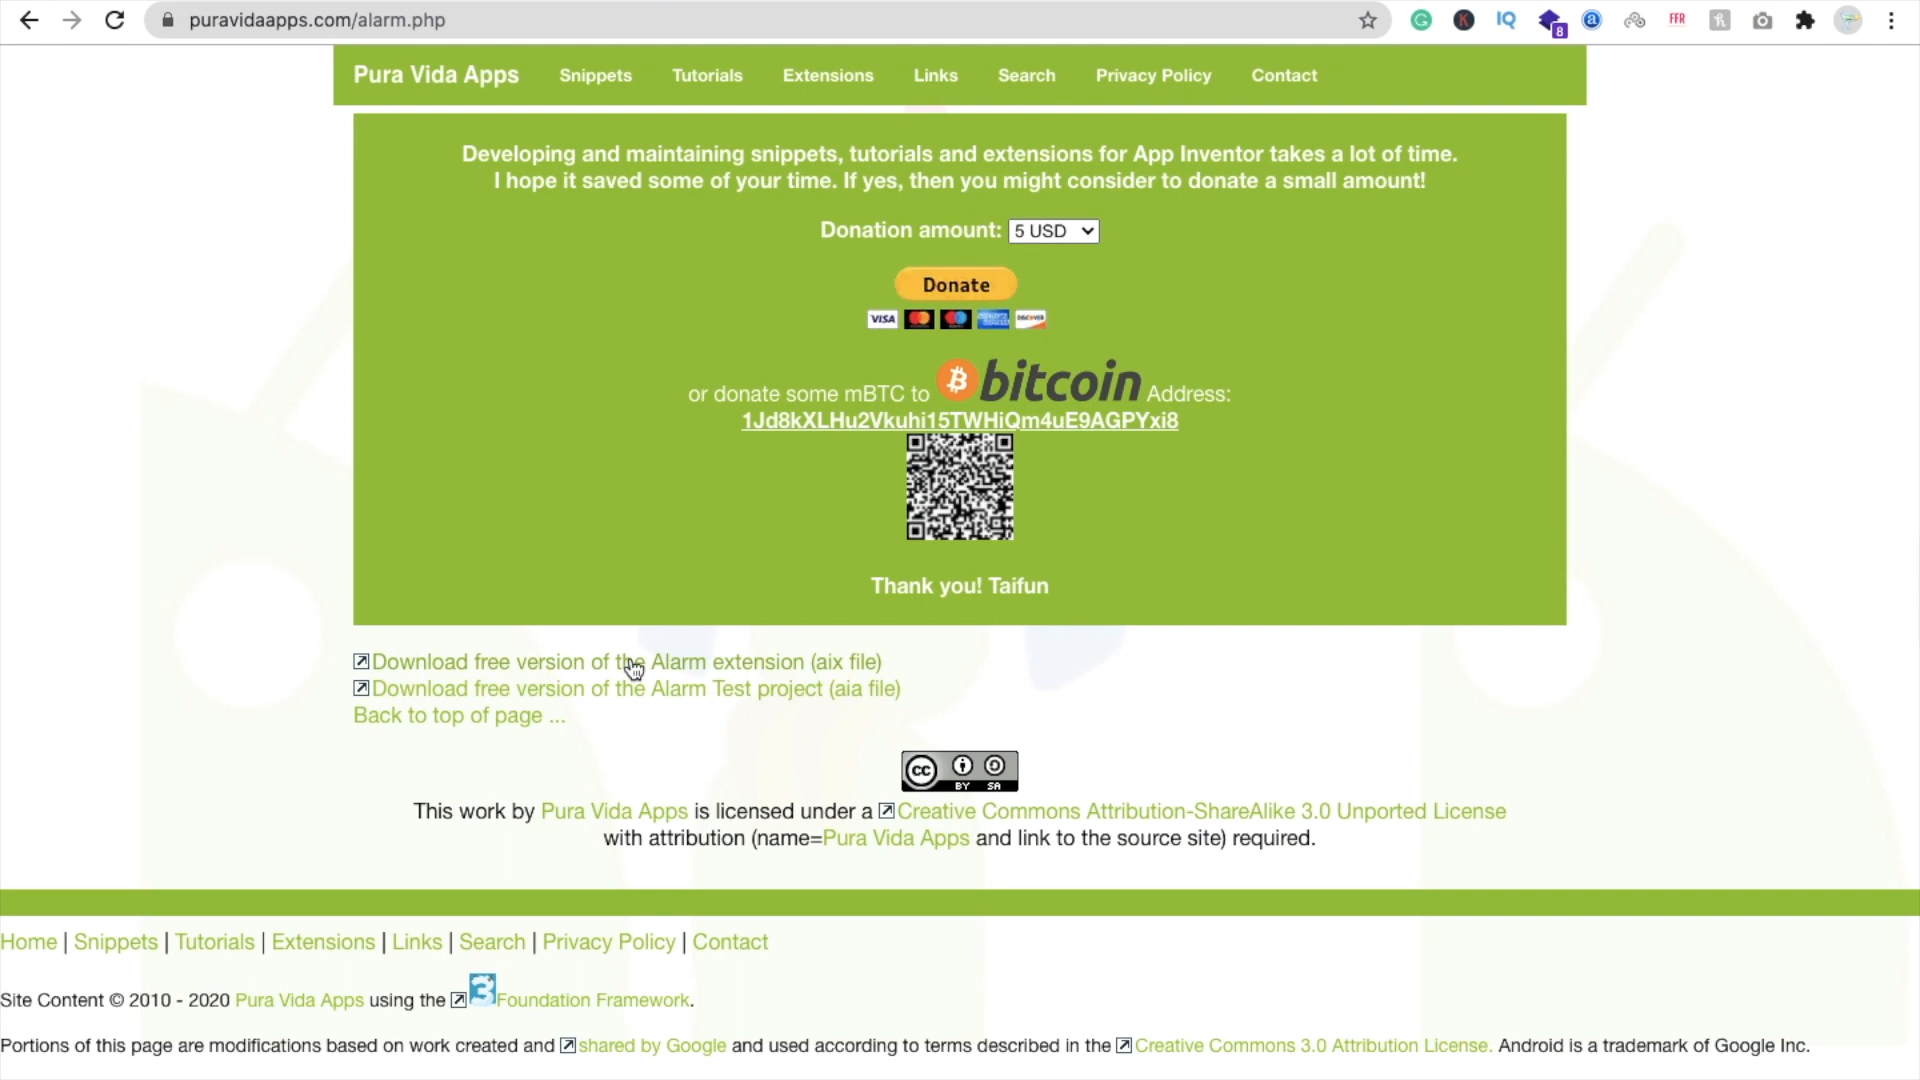 puravidaapps.com/alarm.php
8
FFR
Pura Vida Apps Snippets Tutorials Extensions Links Search Privacy Policy Contact
Developing and maintaining snippets, tutorials and extensions for App Inventor takes a lot of time.
I hope it saved some of your time. If yes, then you might consider to donate a small amount!
Donation amount: 5 USD
Donate
VISA DISCOVER
or donate some mBTC to bitcoin Address:
1Jd8kXLHu2Vkuhi15TWHiQm4uE9AGPYxi8
Thank you! Taifun
Download free version of the Alarm extension (aix file)
Download free version of the Alarm Test project (aia file)
Back to top of page ...
cc BY SA
This work by Pura Vida Apps is licensed under a Creative Commons Attribution-ShareAlike 3.0 Unported License
with attribution (name=Pura Vida Apps and link to the source site) required.
Home | Snippets | Tutorials | Extensions | Links | Search | Privacy Policy | Contact
Site Content © 2010 - 2020 Pura Vida Apps using the 3 Foundation Framework.
Portions of this page are modifications based on work created and shared by Google and used according to terms described in the Creative Commons 3.0 Attribution License. Android is a trademark of Google Inc.